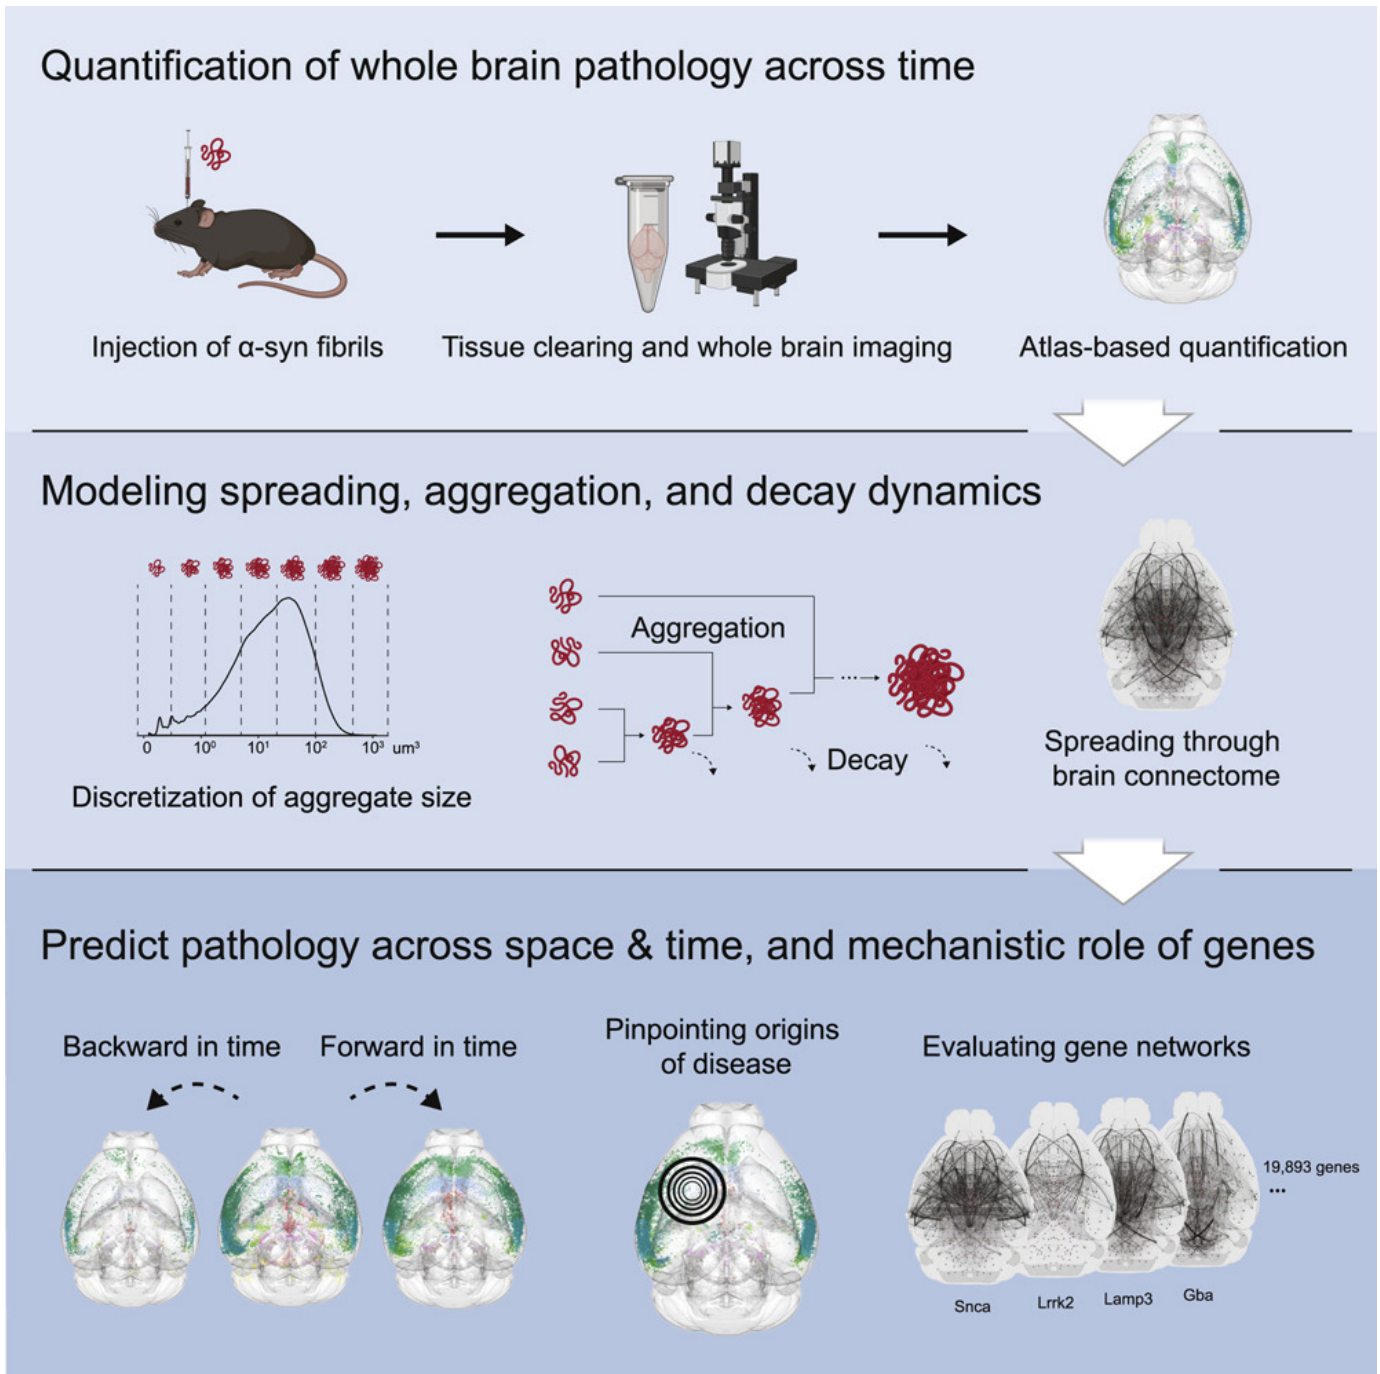 Quantification of whole brain pathology across time
Injection of α-syn fibrils
Tissue clearing and whole brain imaging
Atlas-based quantification
Modeling spreading, aggregation, and decay dynamics
0 10⁰ 10¹ 10² 10³ um³
Discretization of aggregate size
Aggregation
...
Decay
Spreading through
brain connectome
Predict pathology across space & time, and mechanistic role of genes
Backward in time
Forward in time
Pinpointing origins
of disease
Evaluating gene networks
19,893 genes
...
Snca
Lrrk2
Lamp3
Gba